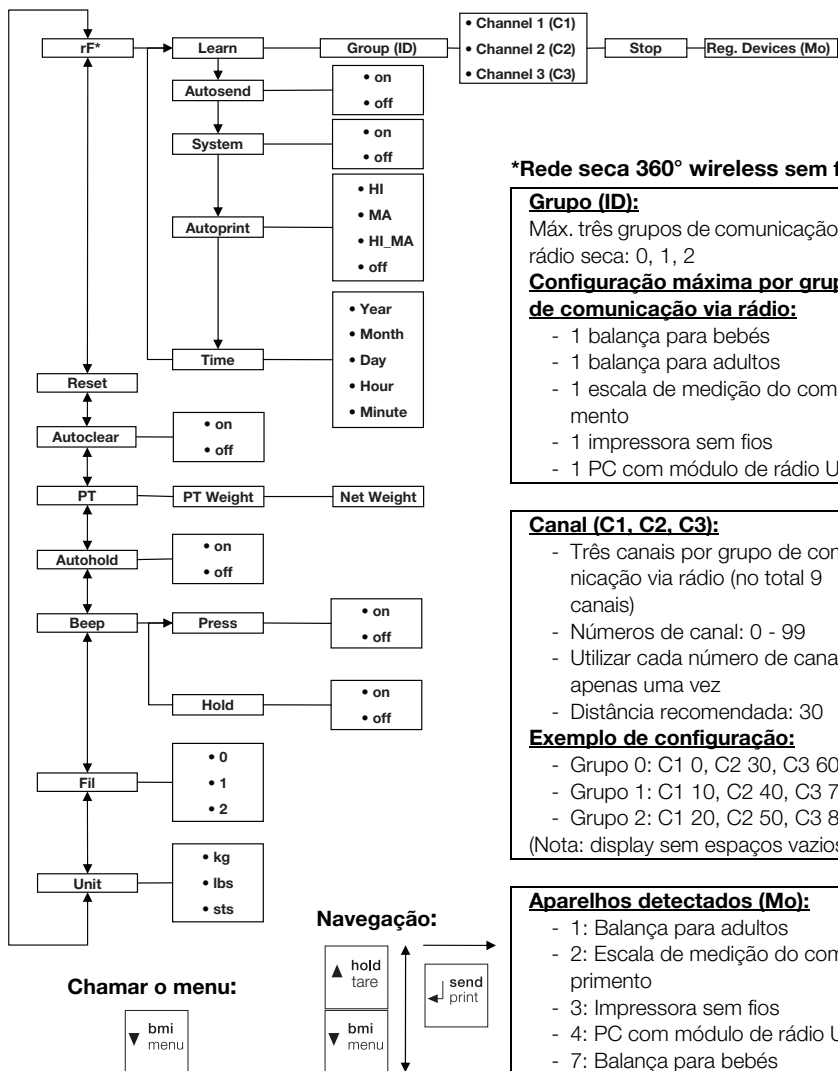 • Channel 1 (C1)
rF*
Learn
Group (ID)
• Channel 2 (C2)
Stop
Reg. Devices (Mo)
• Channel 3 (C3)
Autosend
• on
• off
System
• on
• off
Autoprint
• HI
• MA
• HI_MA
• off
Time
• Year
• Month
• Day
• Hour
• Minute
Reset
Autoclear
• on
• off
PT
PT Weight
Net Weight
Autohold
• on
• off
Beep
Press
• on
• off
Hold
• on
• off
Fil
• 0
• 1
• 2
Unit
• kg
• lbs
• sts
Chamar o menu:
bmi
menu
Navegação:
hold
tare
send
print
bmi
menu
*Rede seca 360° wireless sem f
Grupo (ID):
Máx. três grupos de comunicação
rádio seca: 0, 1, 2
Configuração máxima por grup
de comunicação via rádio:
- 1 balança para bebés
- 1 balança para adultos
- 1 escala de medição do com
mento
- 1 impressora sem fios
- 1 PC com módulo de rádio U
Canal (C1, C2, C3):
- Três canais por grupo de com
nicação via rádio (no total 9
canais)
- Números de canal: 0 - 99
- Utilizar cada número de cana
apenas uma vez
- Distância recomendada: 30
Exemplo de configuração:
- Grupo 0: C1 0, C2 30, C3 60
- Grupo 1: C1 10, C2 40, C3 7
- Grupo 2: C1 20, C2 50, C3 8
(Nota: display sem espaços vazios
Aparelhos detectados (Mo):
- 1: Balança para adultos
- 2: Escala de medição do com
primento
- 3: Impressora sem fios
- 4: PC com módulo de rádio U
- 7: Balança para bebés